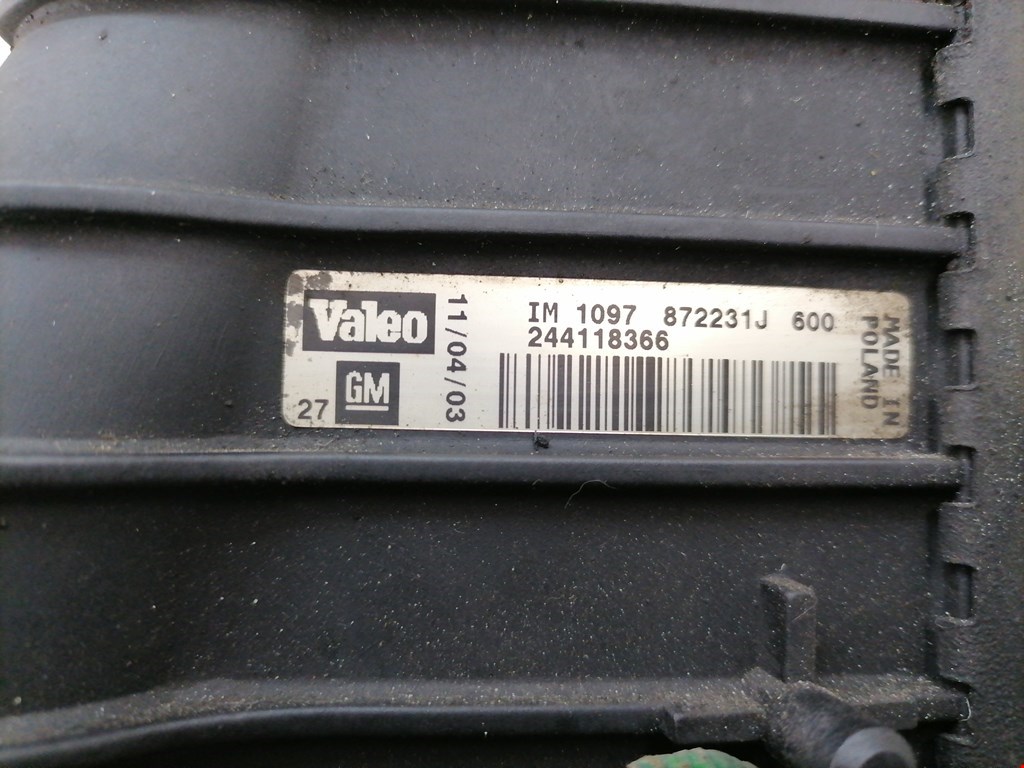 Valeo
GM
27
11/04/03
IM 1097 872231J 600
244118366
MADE IN
POLAND